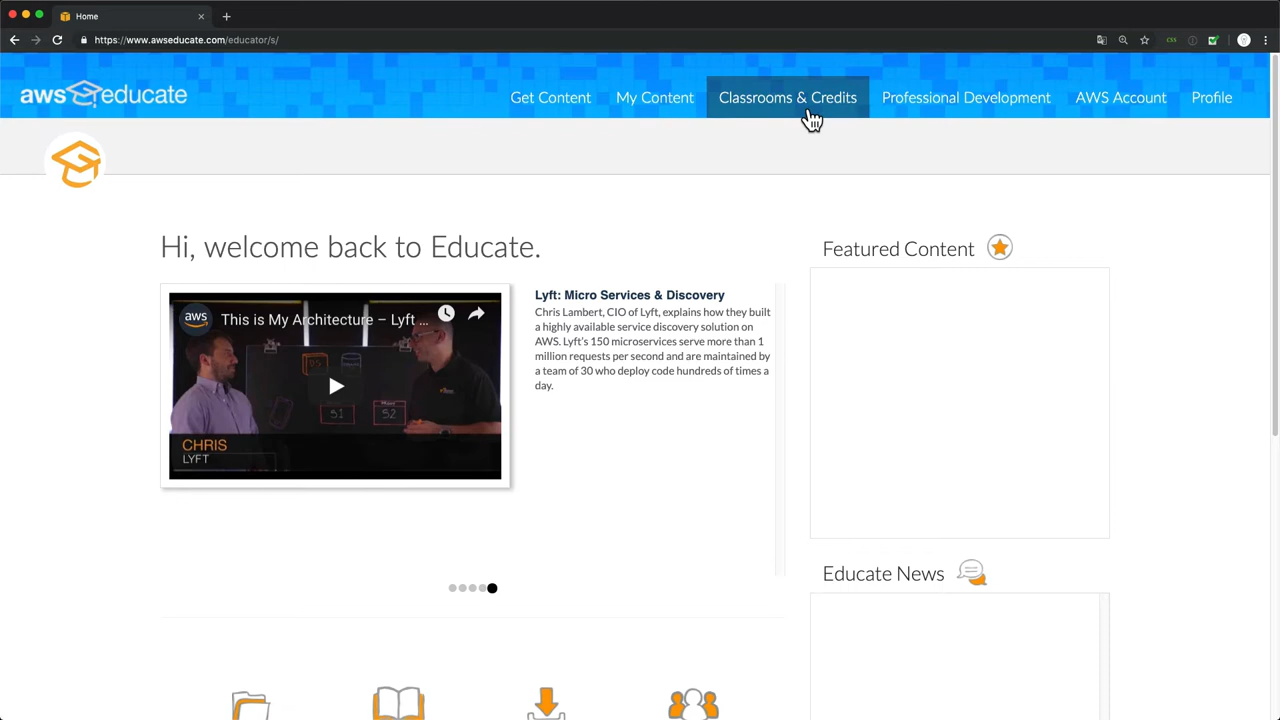 Home
https://www.awseducate.com/educator/s/
CSS
aws educate
Get Content
My Content
Classrooms & Credits
Professional Development
AWS Account
Profile
Hi, welcome back to Educate.
Featured Content
aws
This is My Architecture – Lyft ...
S1
S2
CHRIS
LYFT
Lyft: Micro Services & Discovery
Chris Lambert, CIO of Lyft, explains how they built
a highly available service discovery solution on
AWS. Lyft's 150 microservices serve more than 1
million requests per second and are maintained by
a team of 30 who deploy code hundreds of times a
day.
Educate News